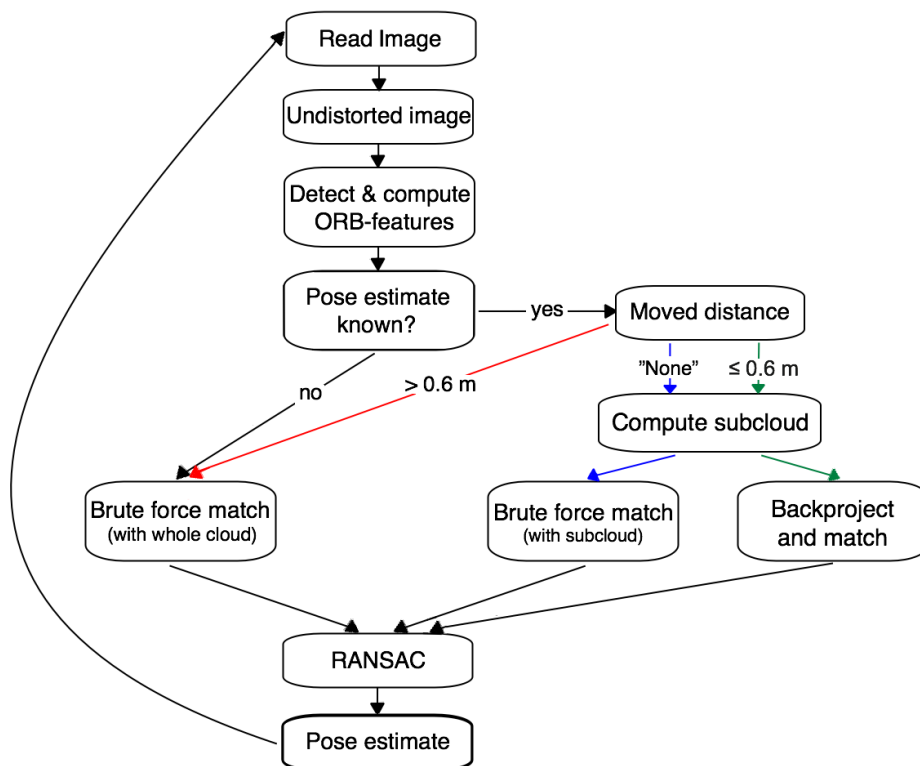 Read Image
Undistorted image
Detect & compute
ORB-features
Pose estimate
known?
yes
Moved distance
no
> 0.6 m
”None”
≤ 0.6 m
Compute subcloud
Brute force match
(with whole cloud)
Brute force match
(with subcloud)
Backproject
and match
RANSAC
Pose estimate